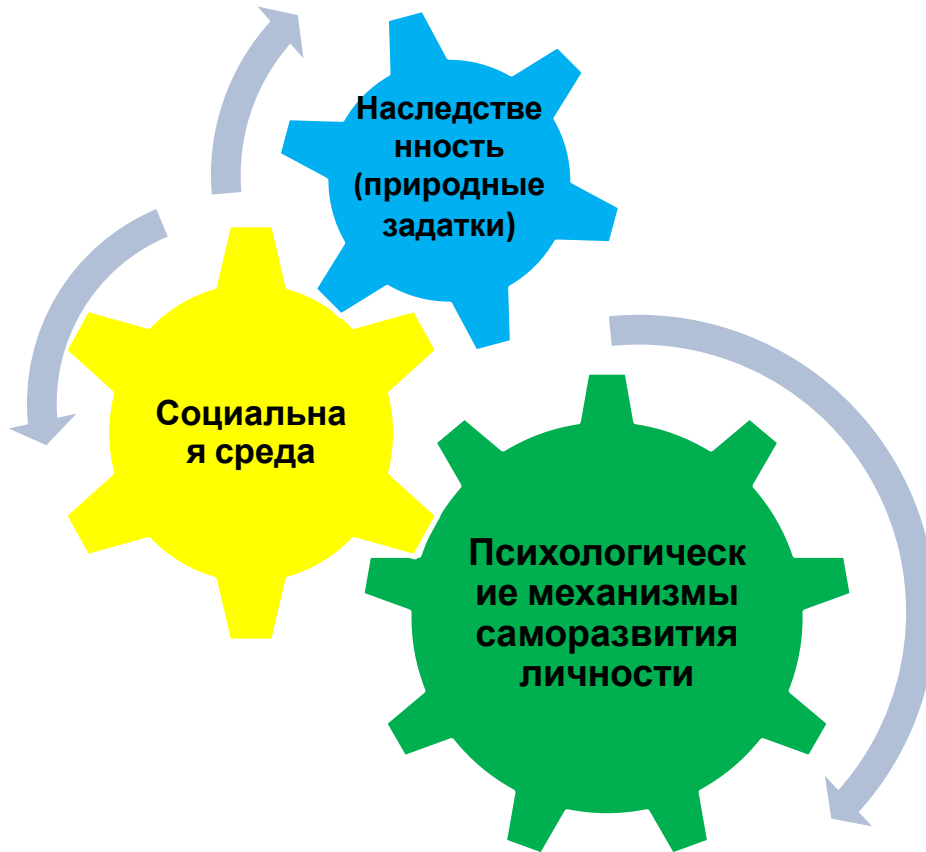 Наследстве
нность
(природные
задатки)
Социальна
я среда
Психологическ
ие механизмы
саморазвития
личности